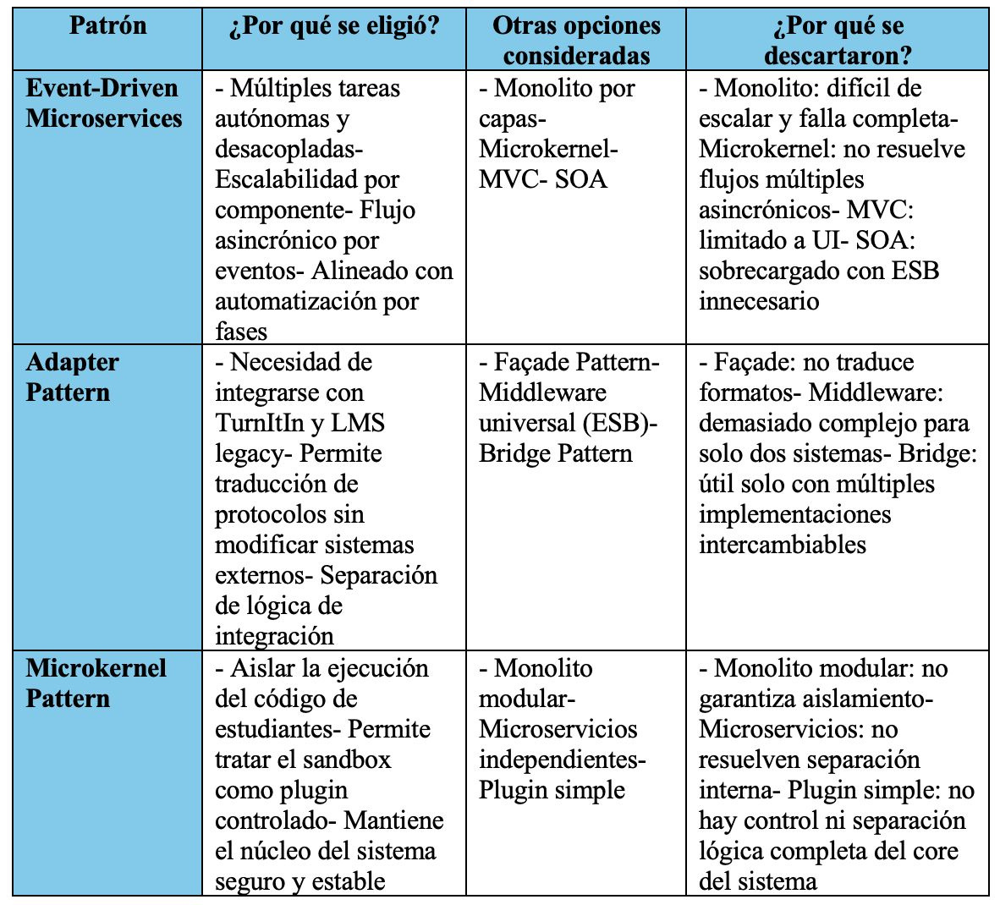 Patrón
¿Por qué se eligió?
Otras opciones
consideradas
¿Por qué se
descartaron?
Event-Driven
Microservices
- Múltiples tareas
autónomas y
desacopladas-
Escalabilidad por
componente- Flujo
asincrónico por
eventos- Alineado con
automatización por
fases
- Monolito por
capas-
Microkernel-
MVC- SOA
- Monolito: difícil de
escalar y falla completa-
Microkernel: no resuelve
flujos múltiples
asincrónicos- MVC:
limitado a UI- SOA:
sobrecargado con ESB
innecesario
Adapter
Pattern
- Necesidad de
integrarse con
TurnItIn y LMS
legacy- Permite
traducción de
protocolos sin
modificar sistemas
externos- Separación
de lógica de
integración
- Façade Pattern-
Middleware
universal (ESB)-
Bridge Pattern
- Façade: no traduce
formatos- Middleware:
demasiado complejo para
solo dos sistemas- Bridge:
útil solo con múltiples
implementaciones
intercambiables
Microkernel
Pattern
- Aislar la ejecución
del código de
estudiantes- Permite
tratar el sandbox
como plugin
controlado- Mantiene
el núcleo del sistema
seguro y estable
- Monolito
modular-
Microservicios
independientes-
Plugin simple
- Monolito modular: no
garantiza aislamiento-
Microservicios: no
resuelven separación
interna- Plugin simple: no
hay control ni separación
lógica completa del core
del sistema